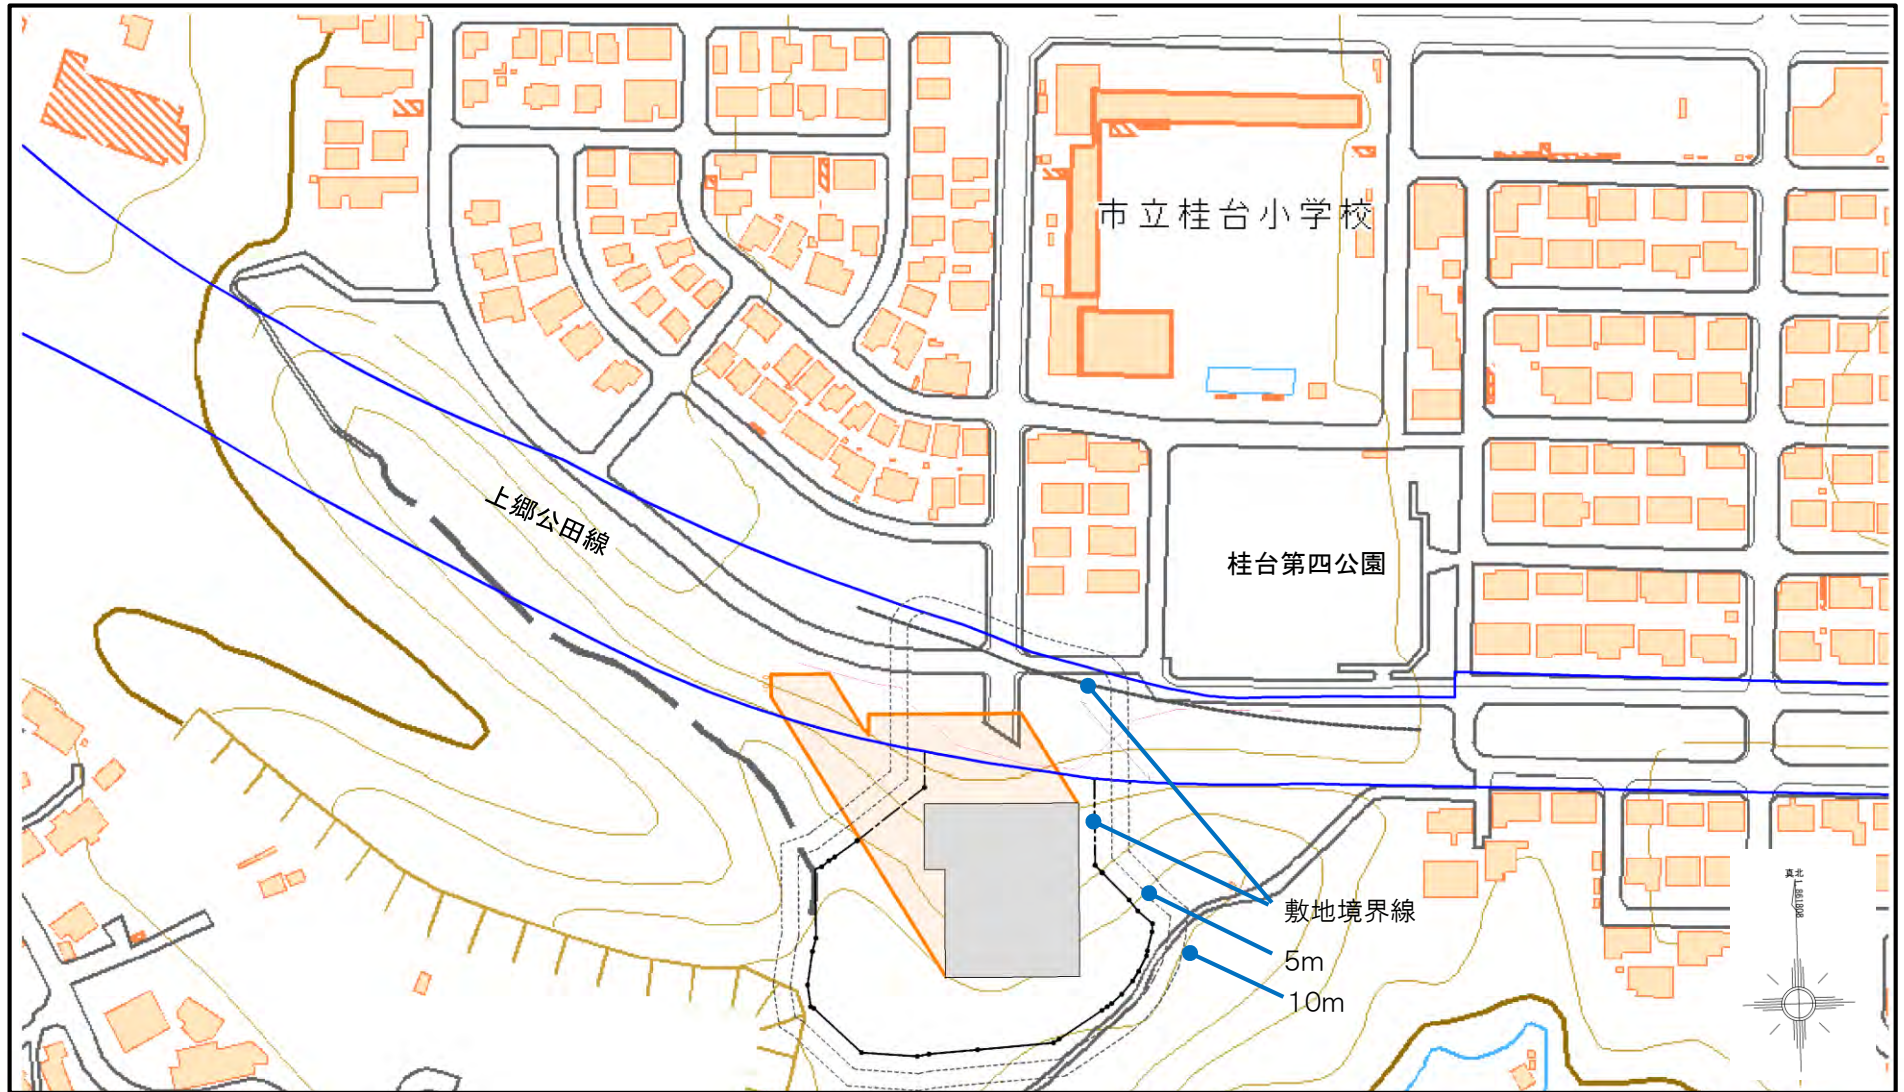 市立桂台小学校
上郷公田線
桂台第四公園
真北
敷地境界線
5m
10m